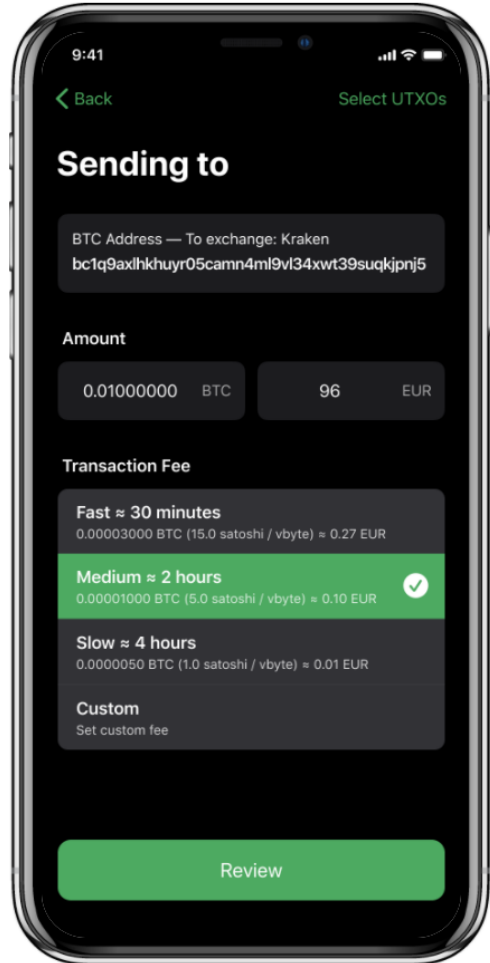 9:41
Back
Select UTXOs
Sending to
BTC Address — To exchange: Kraken
bc1q9axlhkhuyr05camn4ml9vl34xwt39suqkjpnj5
Amount
0.01000000 BTC
96 EUR
Transaction Fee
Fast ≈ 30 minutes
0.00003000 BTC (15.0 satoshi / vbyte) ≈ 0.27 EUR
Medium ≈ 2 hours
0.00001000 BTC (5.0 satoshi / vbyte) ≈ 0.10 EUR
Slow ≈ 4 hours
0.0000050 BTC (1.0 satoshi / vbyte) ≈ 0.01 EUR
Custom
Set custom fee
Review